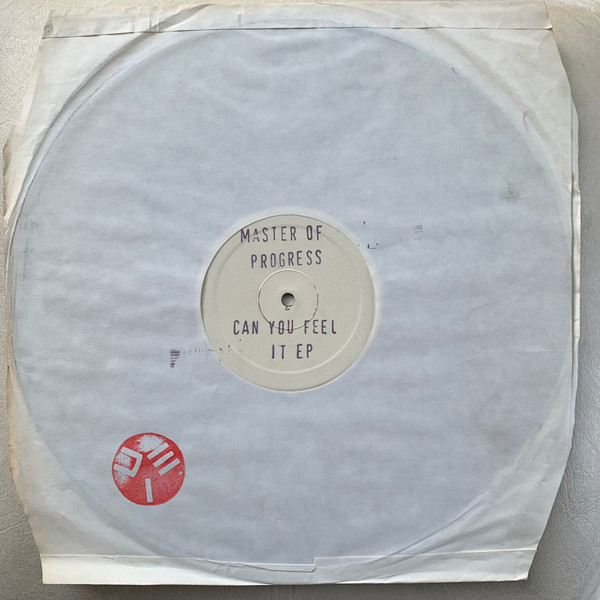 MASTER OF
PROGRESS
CAN YOU FEEL
IT EP